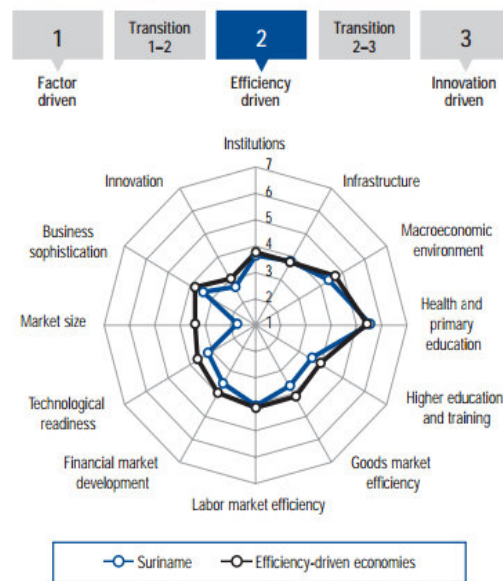 1
Transition
1–2
2
Transition
2–3
3
Factor
driven
Efficiency
driven
Innovation
driven
Institutions
7
6
5
4
3
2
1
Innovation
Infrastructure
Business
sophistication
Macroeconomic
environment
Market size
Health and
primary
education
Technological
readiness
Higher education
and training
Financial market
development
Goods market
efficiency
Labor market efficiency
Suriname
Efficiency-driven economies